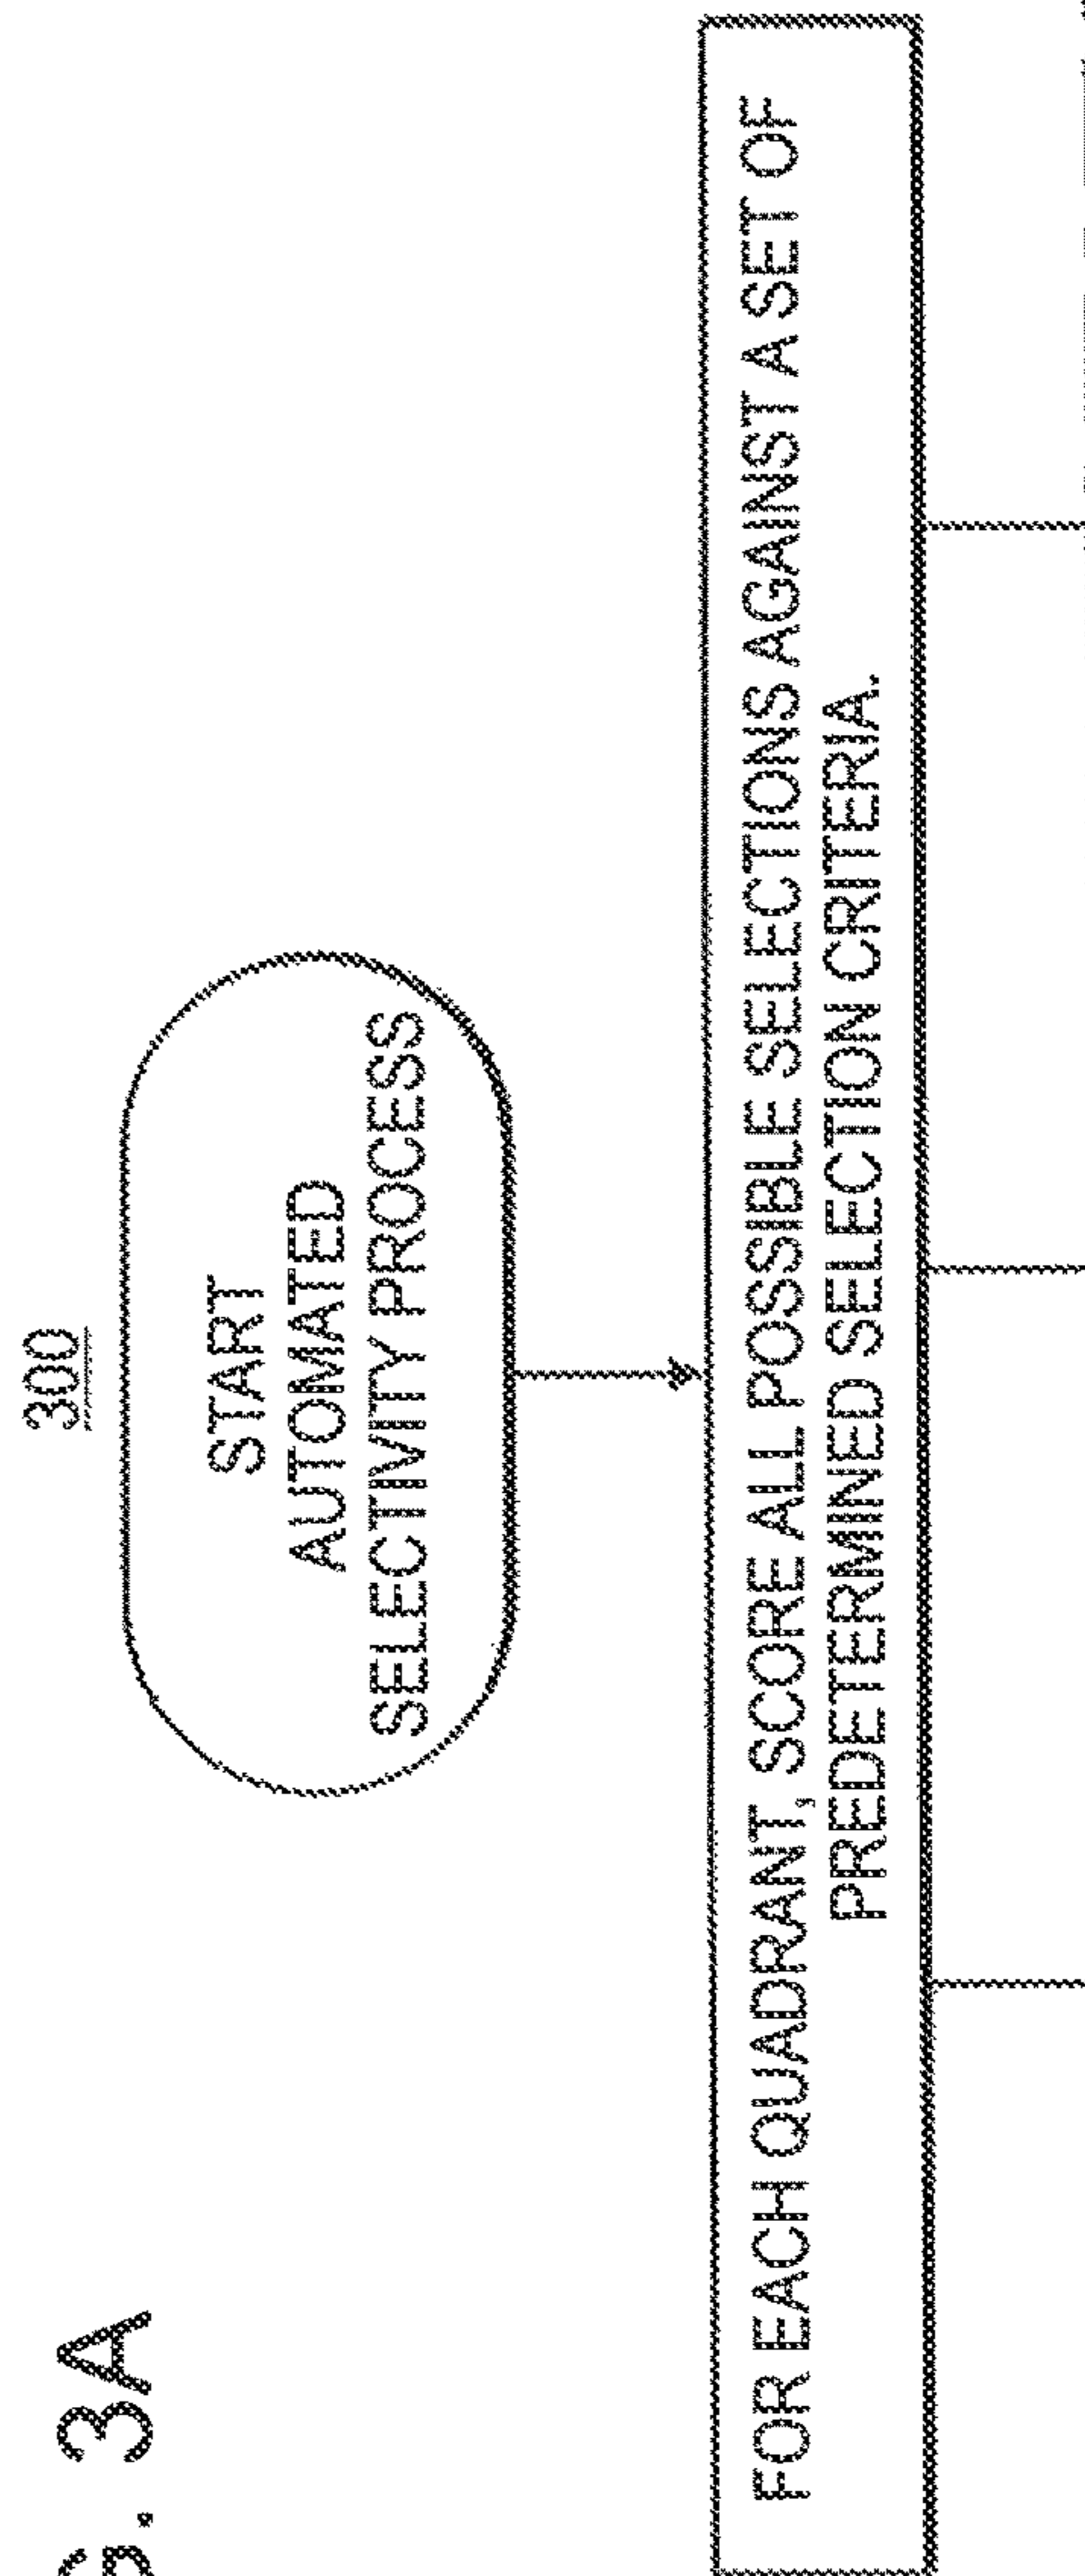 G. 3A
300
START
AUTOMATED
SELECTIVITY PROCESS
FOR EACH QUADRANT, SCORE ALL POSSIBLE SELECTIONS AGAINST A SET OF
PREDETERMINED SELECTION CRITERIA.